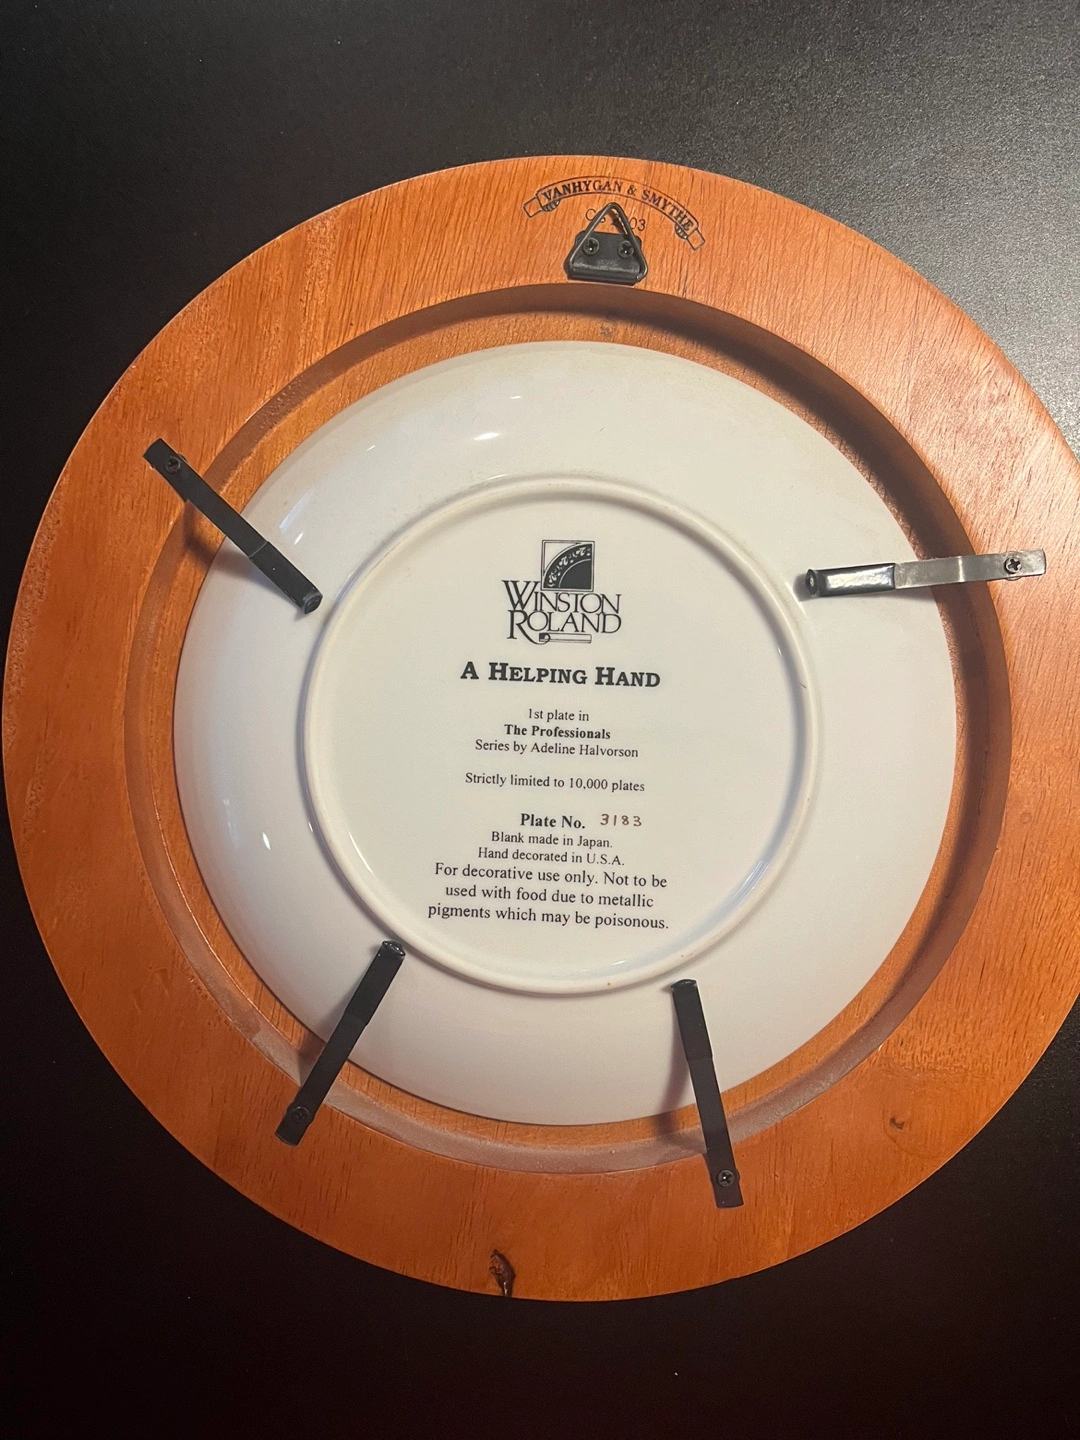 VANHYGAN & SMYTHE
WINSTON
ROLAND
A HELPING HAND
1st plate in
The Professionals
Series by Adeline Halvorson
Strictly limited to 10,000 plates
Plate No. 3183
Blank made in Japan.
Hand decorated in U.S.A.
For decorative use only. Not to be
used with food due to metallic
pigments which may be poisonous.